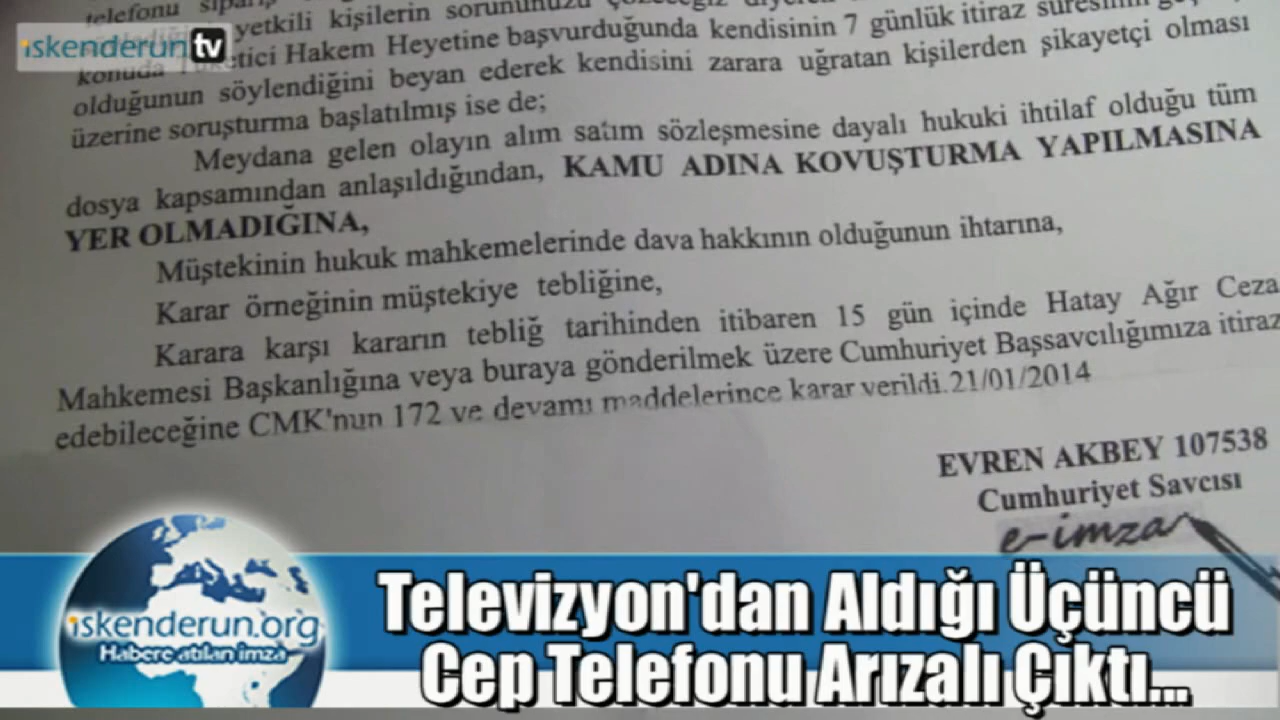 telefonu sipariş
yetkili kişilerin sorununuzu çözeceğiz
konuda Tüketici Hakem Heyetine başvurduğunda kendisinin 7 günlük itiraz süresinin
olduğunun söylendiğini beyan ederek kendisini zarara uğratan kişilerden şikayetçi olması
üzerine soruşturma başlatılmış ise de;
Meydana gelen olayın alım satım sözleşmesine dayalı hukuki ihtilaf olduğu tüm
dosya kapsamından anlaşıldığından, KAMU ADINA KOVUŞTURMA YAPILMASINA
YER OLMADIĞINA,
Müştekinin hukuk mahkemelerinde dava hakkının olduğunun ihtarına,
Karar örneğinin müştekiye tebliğine,
Karara karşı kararın tebliğ tarihinden itibaren 15 gün içinde Hatay Ağır Ceza
Mahkemesi Başkanlığına veya buraya gönderilmek üzere Cumhuriyet Başsavcılığımıza itiraz
edebileceğine CMK'nun 172 ve devamı maddelerince karar verildi.21/01/2014
EVREN AKBEY 107538
Cumhuriyet Savcısı
e-imza
iskenderun tv
iskenderun.org
Habere atılan imza
Televizyon'dan Aldığı Üçüncü
Cep Telefonu Arızalı Çıktı...